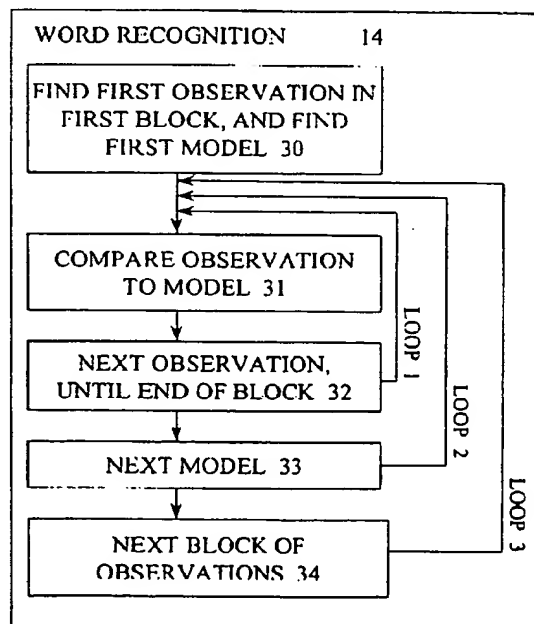 WORD RECOGNITION 14
FIND FIRST OBSERVATION IN
FIRST BLOCK, AND FIND
FIRST MODEL 30
COMPARE OBSERVATION
TO MODEL 31
NEXT OBSERVATION,
UNTIL END OF BLOCK 32
LOOP 1
NEXT MODEL 33
LOOP 2
NEXT BLOCK OF
OBSERVATIONS 34
LOOP 3